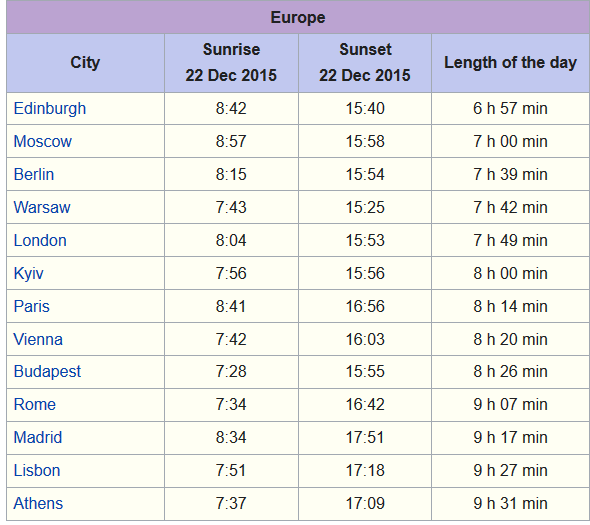 Europe
City Sunrise 22 Dec 2015 Sunset 22 Dec 2015 Length of the day
Edinburgh 8:42 15:40 6 h 57 min
Moscow 8:57 15:58 7 h 00 min
Berlin 8:15 15:54 7 h 39 min
Warsaw 7:43 15:25 7 h 42 min
London 8:04 15:53 7 h 49 min
Kyiv 7:56 15:56 8 h 00 min
Paris 8:41 16:56 8 h 14 min
Vienna 7:42 16:03 8 h 20 min
Budapest 7:28 15:55 8 h 26 min
Rome 7:34 16:42 9 h 07 min
Madrid 8:34 17:51 9 h 17 min
Lisbon 7:51 17:18 9 h 27 min
Athens 7:37 17:09 9 h 31 min